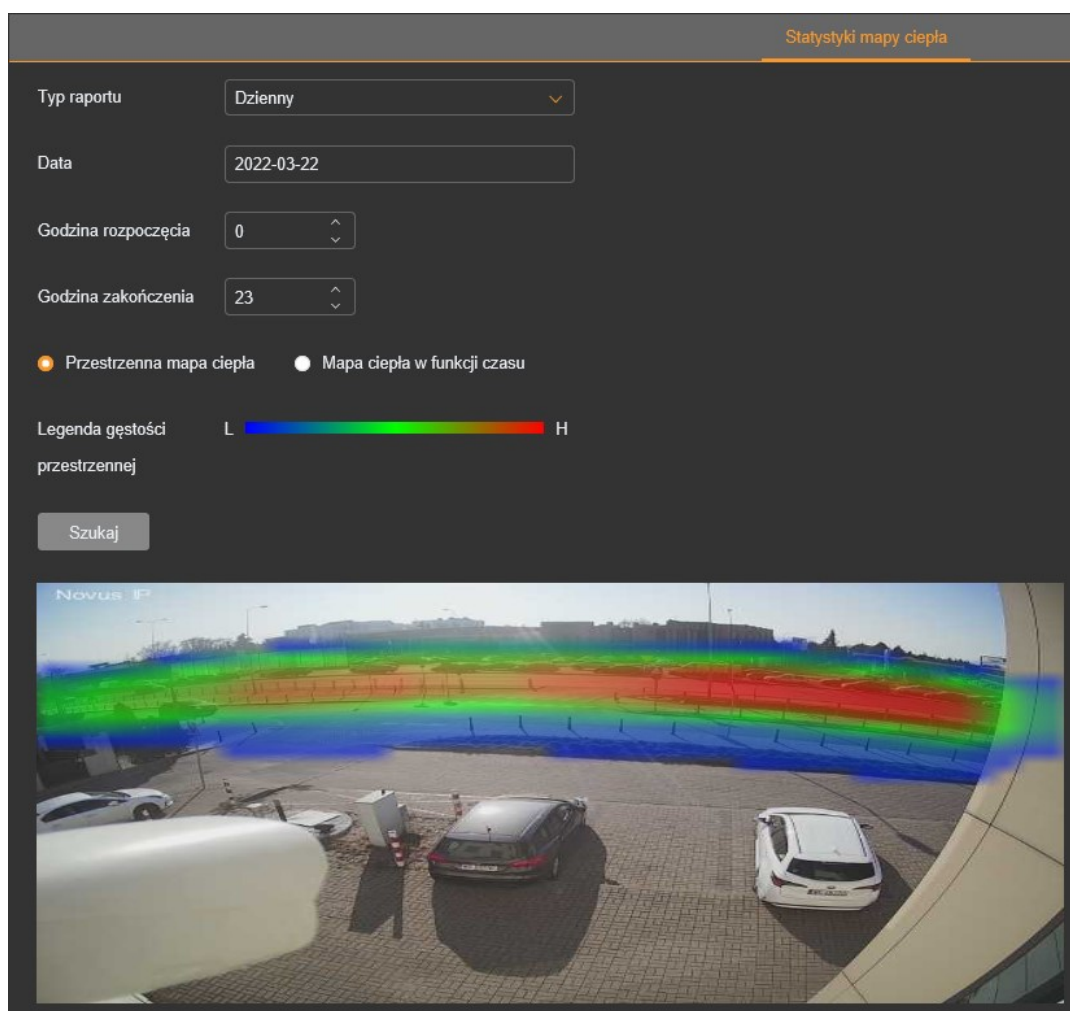 Statystyki mapy ciepła
Typ raportu
Dzienny
Data
2022-03-22
Godzina rozpoczęcia
0
Godzina zakończenia
23
Przestrzenna mapa ciepła
Mapa ciepła w funkcji czasu
Legenda gęstości
przestrzennej
L
H
Szukaj
Novus IP